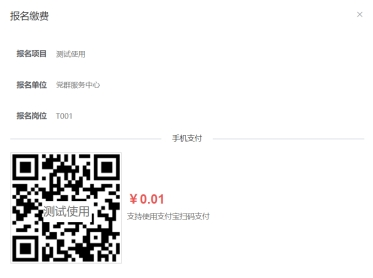 报名缴费
×
报名项目 测试使用
报名单位 党群服务中心
报名岗位 T001
手机支付
测试使用
￥0.01
支持使用支付宝扫码支付